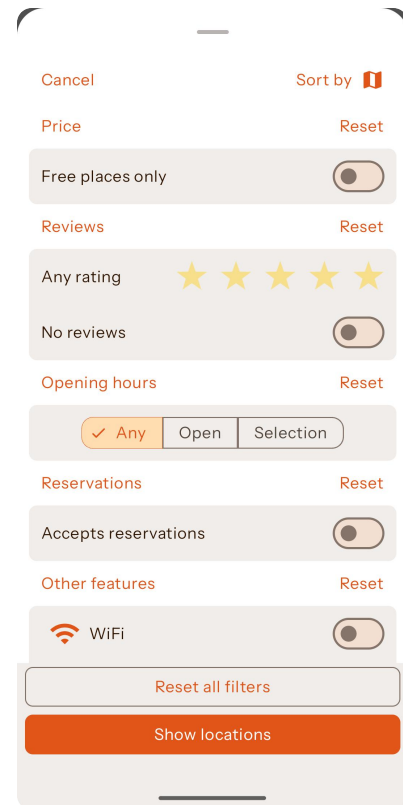 Cancel Sort by
Price Reset
Free places only
Reviews Reset
Any rating
No reviews
Opening hours Reset
Any Open Selection
Reservations Reset
Accepts reservations
Other features Reset
WiFi
Reset all filters
Show locations